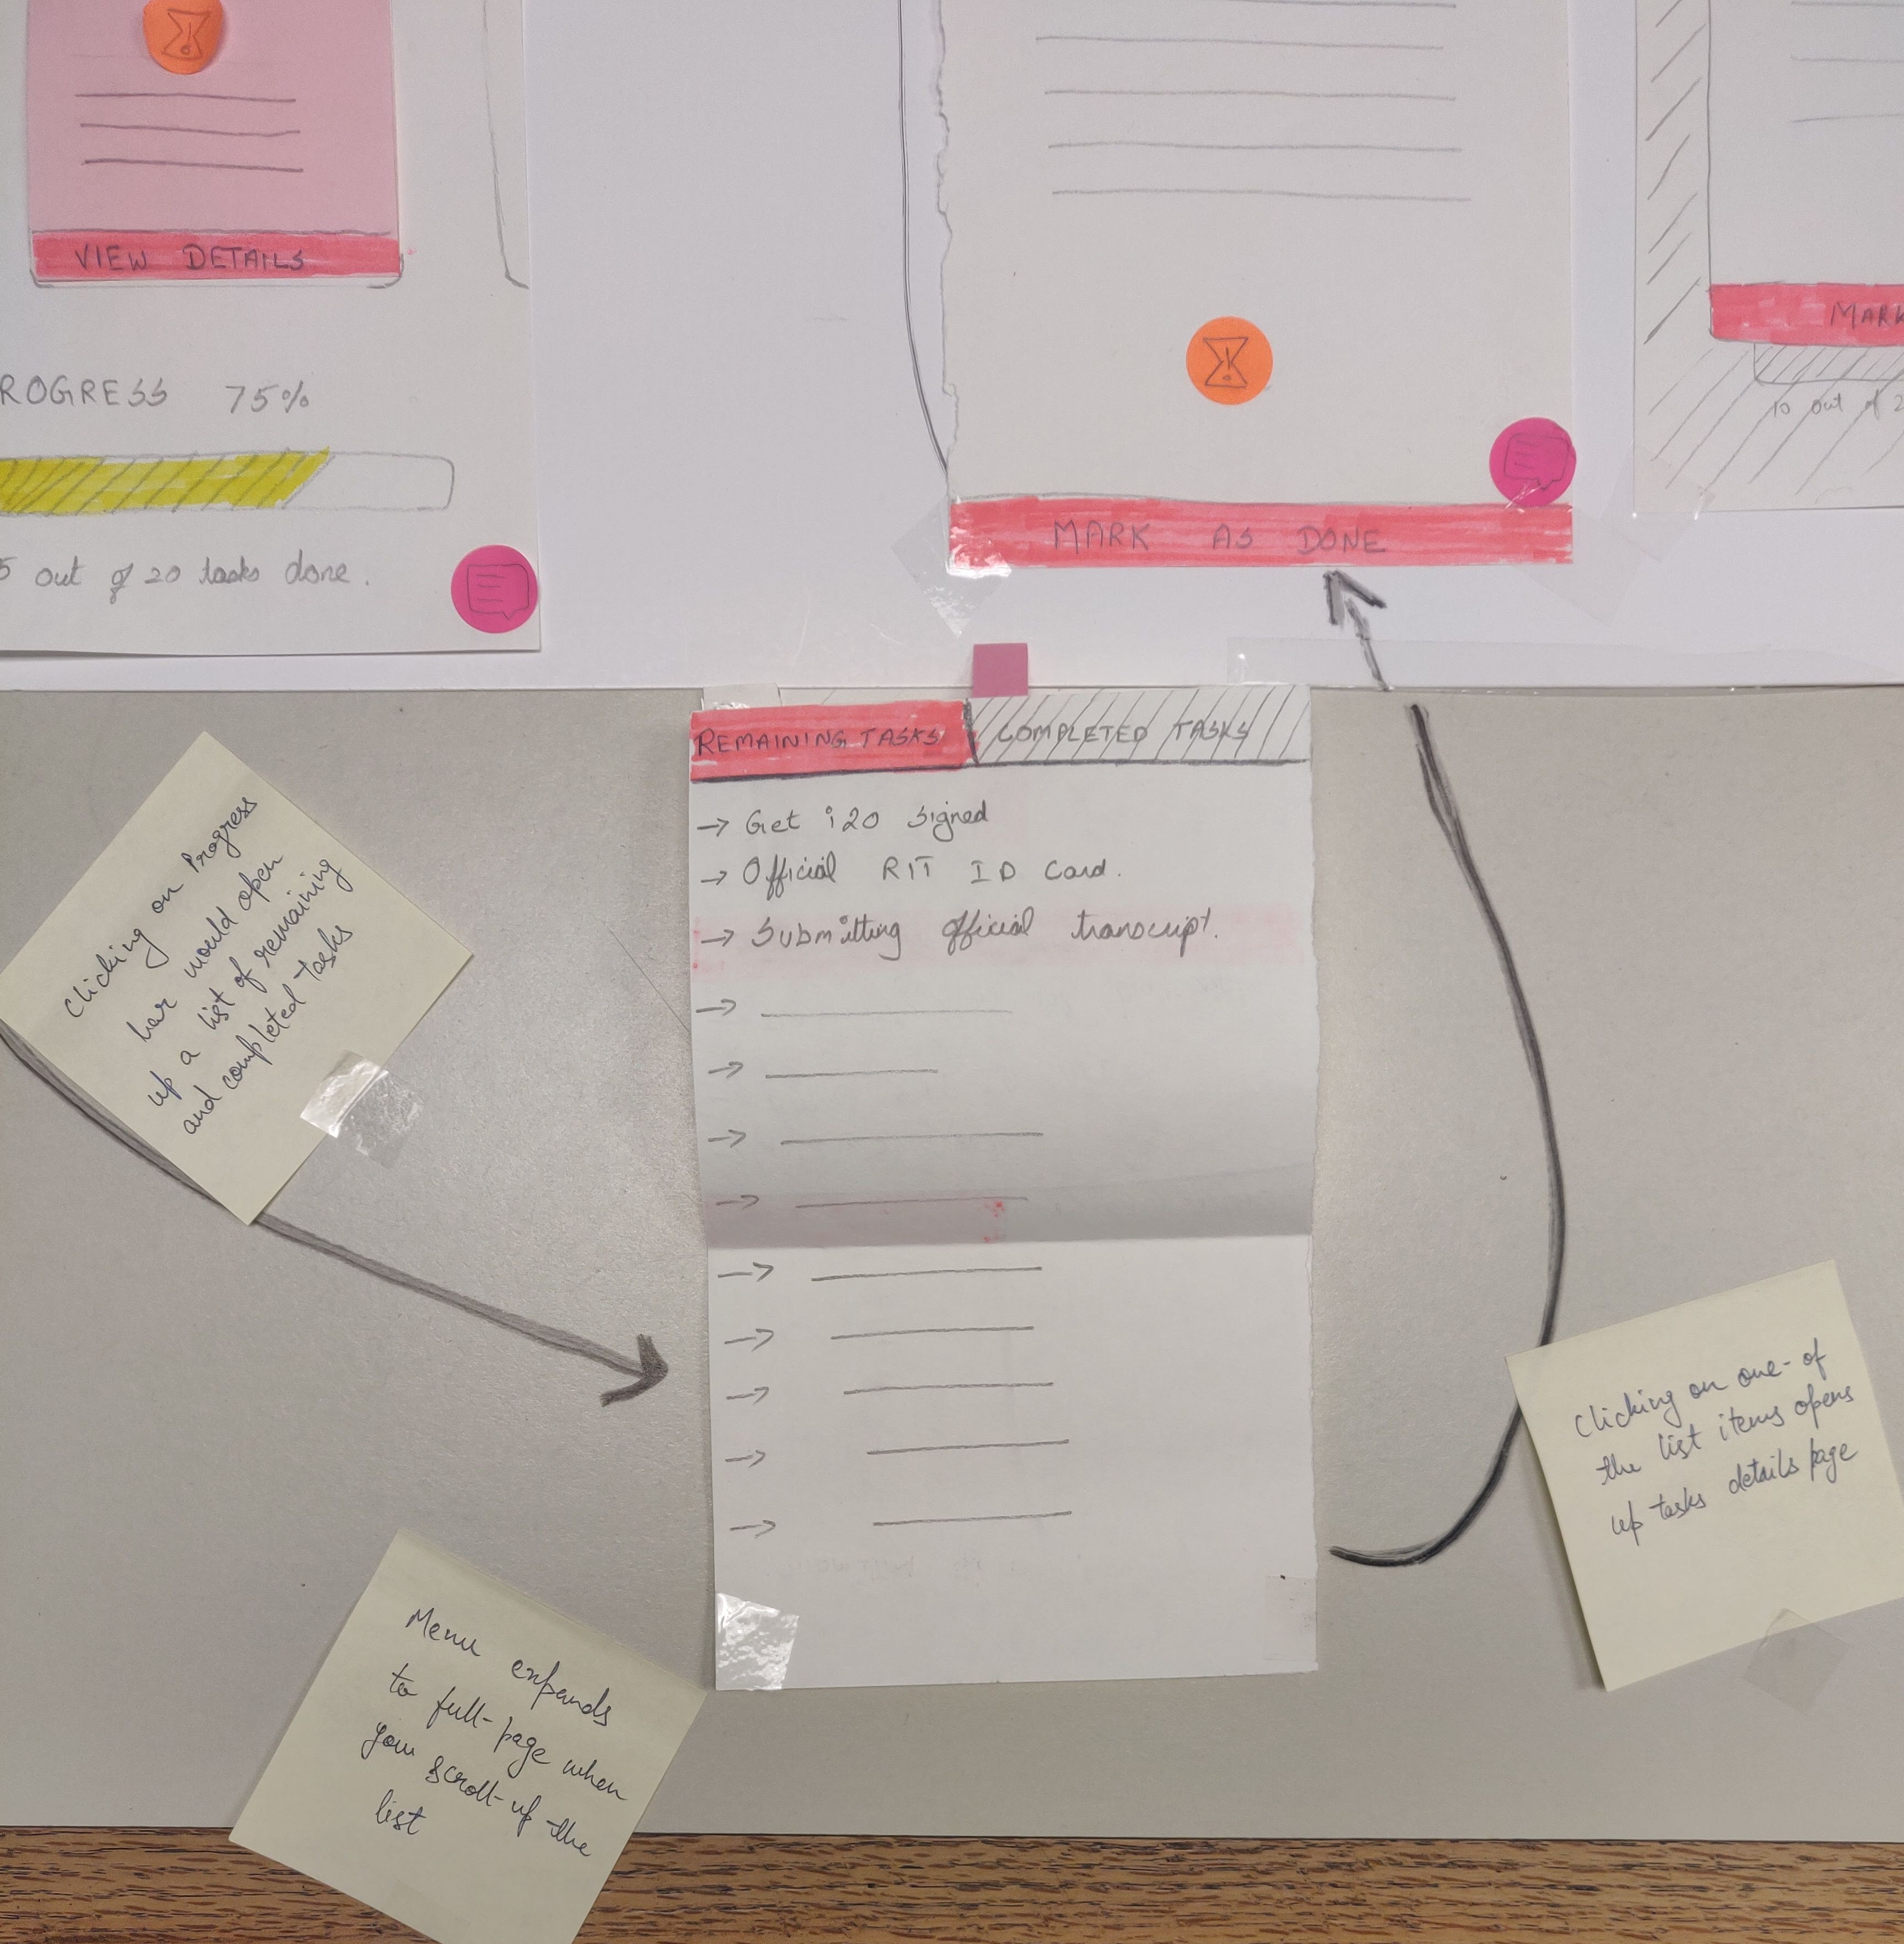 VIEW DETAILS
ROGRESS 75%
5 out of 20 tasks done.
MARK AS DONE
MARK
10 out of 2
REMAINING TASKS
COMPLETED TASKS
→ Get i20 signed
→ Official RIT ID Card.
→ Submitting official transcript.
Clicking on Progress
bar would open
up a list of remaining
and completed tasks
Clicking on one-of
the list items opens
up tasks details page
Menu expands
to full-page when
you scroll-up the
list